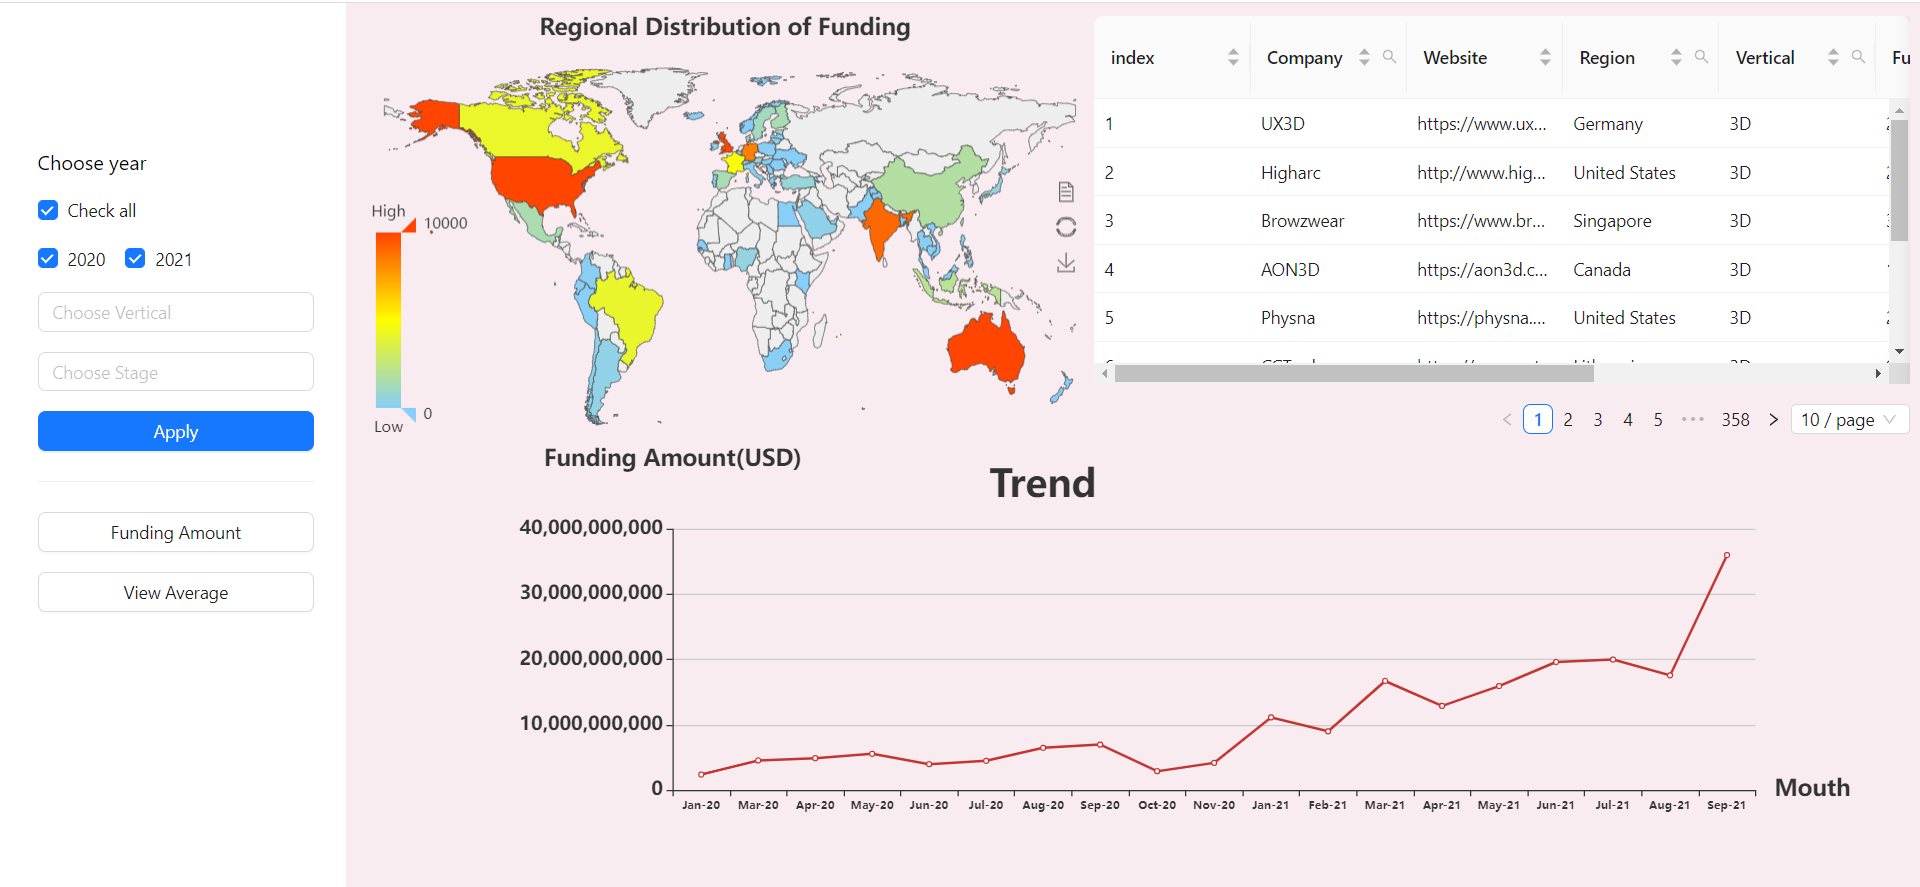 Choose year
Check all
2020 2021
Choose Vertical
Choose Stage
Apply
Funding Amount
View Average
Regional Distribution of Funding
High
10000
0
Low
index Company Website Region Vertical Fu
1 UX3D https://www.ux... Germany 3D
2 Higharc http://www.hig... United States 3D
3 Browzwear https://www.br... Singapore 3D
4 AON3D https://aon3d.c... Canada 3D
5 Physna https://physna.... United States 3D
1 2 3 4 5 ••• 358 10 / page
Trend
Funding Amount(USD)
40,000,000,000
30,000,000,000
20,000,000,000
10,000,000,000
0
Jan-20 Mar-20 Apr-20 May-20 Jun-20 Jul-20 Aug-20 Sep-20 Oct-20 Nov-20 Jan-21 Feb-21 Mar-21 Apr-21 May-21 Jun-21 Jul-21 Aug-21 Sep-21
Mouth